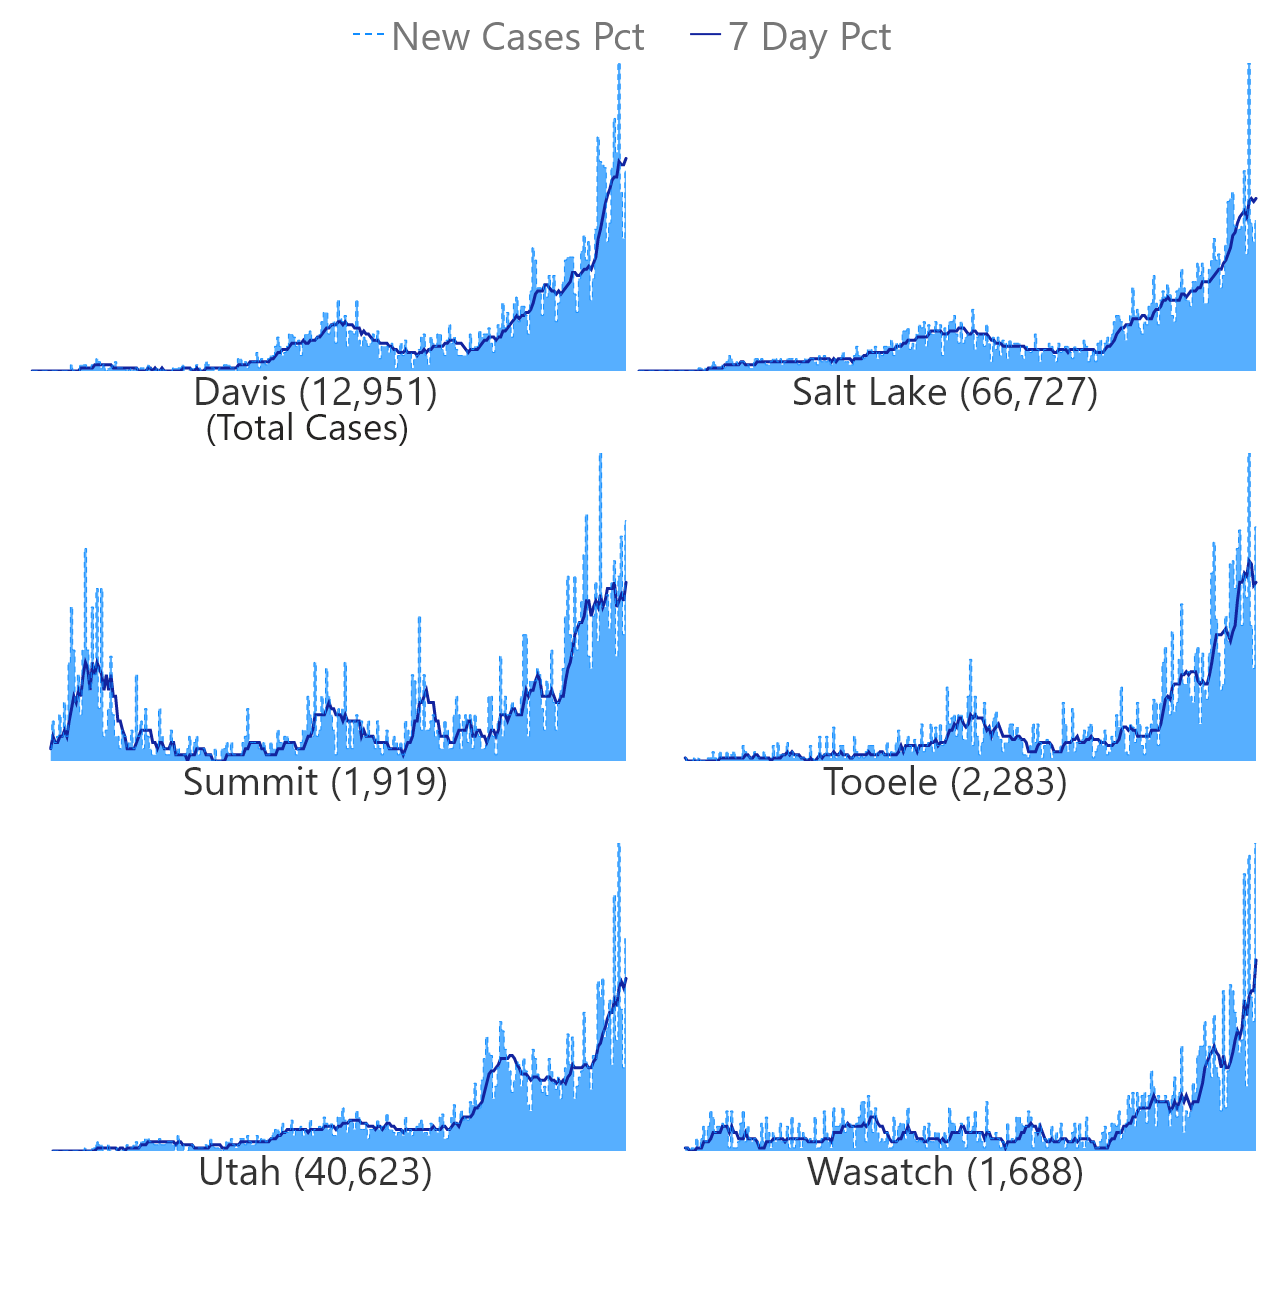 New Cases Pct 7 Day Pct
Davis (12,951) Salt Lake (66,727)
(Total Cases)
Summit (1,919) Tooele (2,283)
Utah (40,623) Wasatch (1,688)